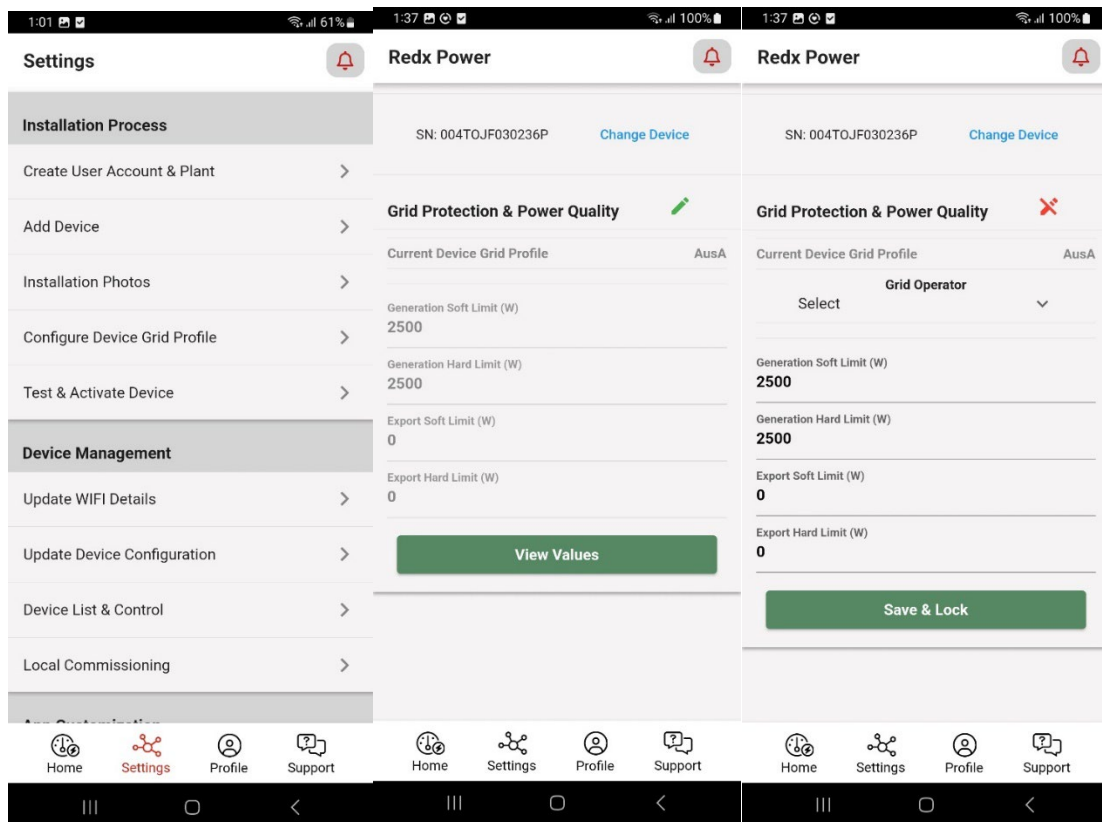 1:01 61%
Settings
Installation Process
Create User Account & Plant
Add Device
Installation Photos
Configure Device Grid Profile
Test & Activate Device
Device Management
Update WIFI Details
Update Device Configuration
Device List & Control
Local Commissioning
Home Settings Profile Support
1:37 100%
Redx Power
SN: 004TOJF030236P Change Device
Grid Protection & Power Quality
Current Device Grid Profile AusA
Generation Soft Limit (W)
2500
Generation Hard Limit (W)
2500
Export Soft Limit (W)
0
Export Hard Limit (W)
0
View Values
Home Settings Profile Support
1:37 100%
Redx Power
SN: 004TOJF030236P Change Device
Grid Protection & Power Quality
Current Device Grid Profile AusA
Grid Operator
Select
Generation Soft Limit (W)
2500
Generation Hard Limit (W)
2500
Export Soft Limit (W)
0
Export Hard Limit (W)
0
Save & Lock
Home Settings Profile Support